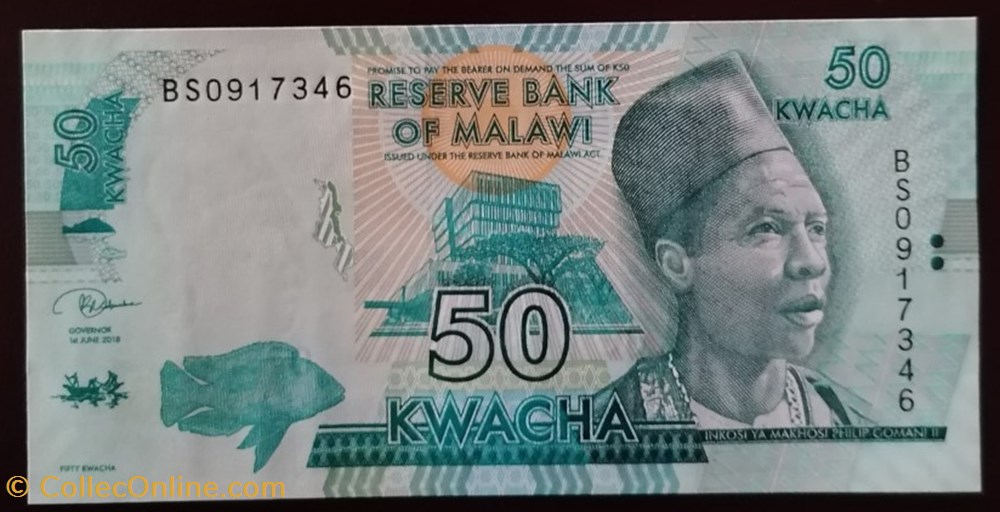 BS0917346
PROMISE TO PAY THE BEARER ON DEMAND THE SUM OF K50
RESERVE BANK
OF MALAWI
ISSUED UNDER THE RESERVE BANK OF MALAWI ACT
50
KWACHA
50
KWACHA
BS0917346
GOVERNOR
1st JUNE 2018
50
KWACHA
INKOSI YA MAKHOSI PHILIP GOMANI II
FIFTY KWACHA
© CollecOnline.com